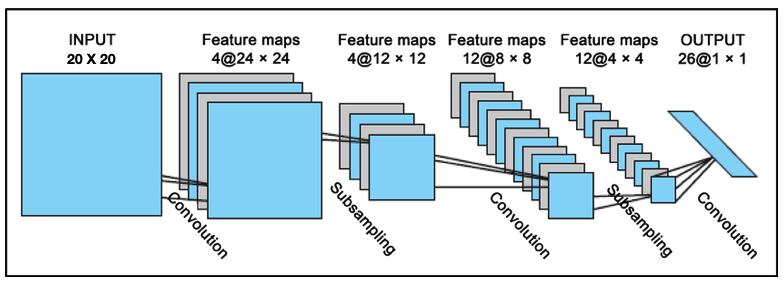 INPUT
20 X 20
Feature maps
4@24 × 24
Feature maps
4@12 × 12
Feature maps
12@8 × 8
Feature maps
12@4 × 4
OUTPUT
26@1 × 1
Convolution
Subsampling
Convolution
Subsampling
Convolution